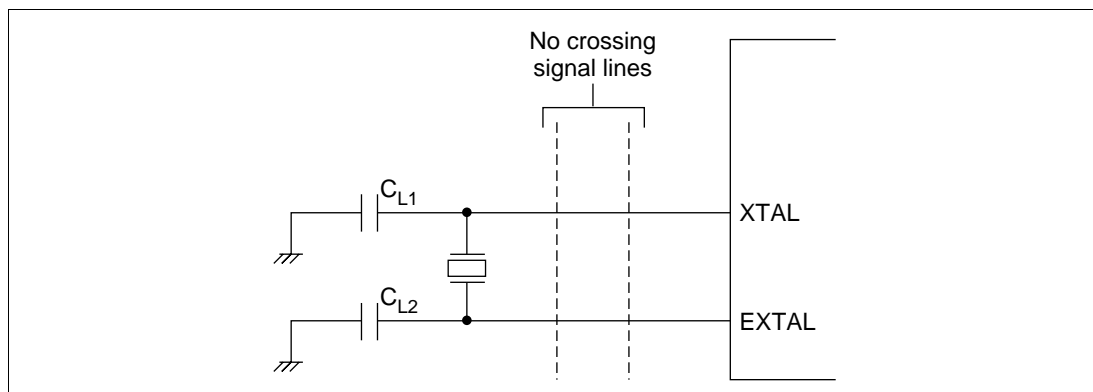 No crossing
signal lines
CL1
XTAL
CL2
EXTAL